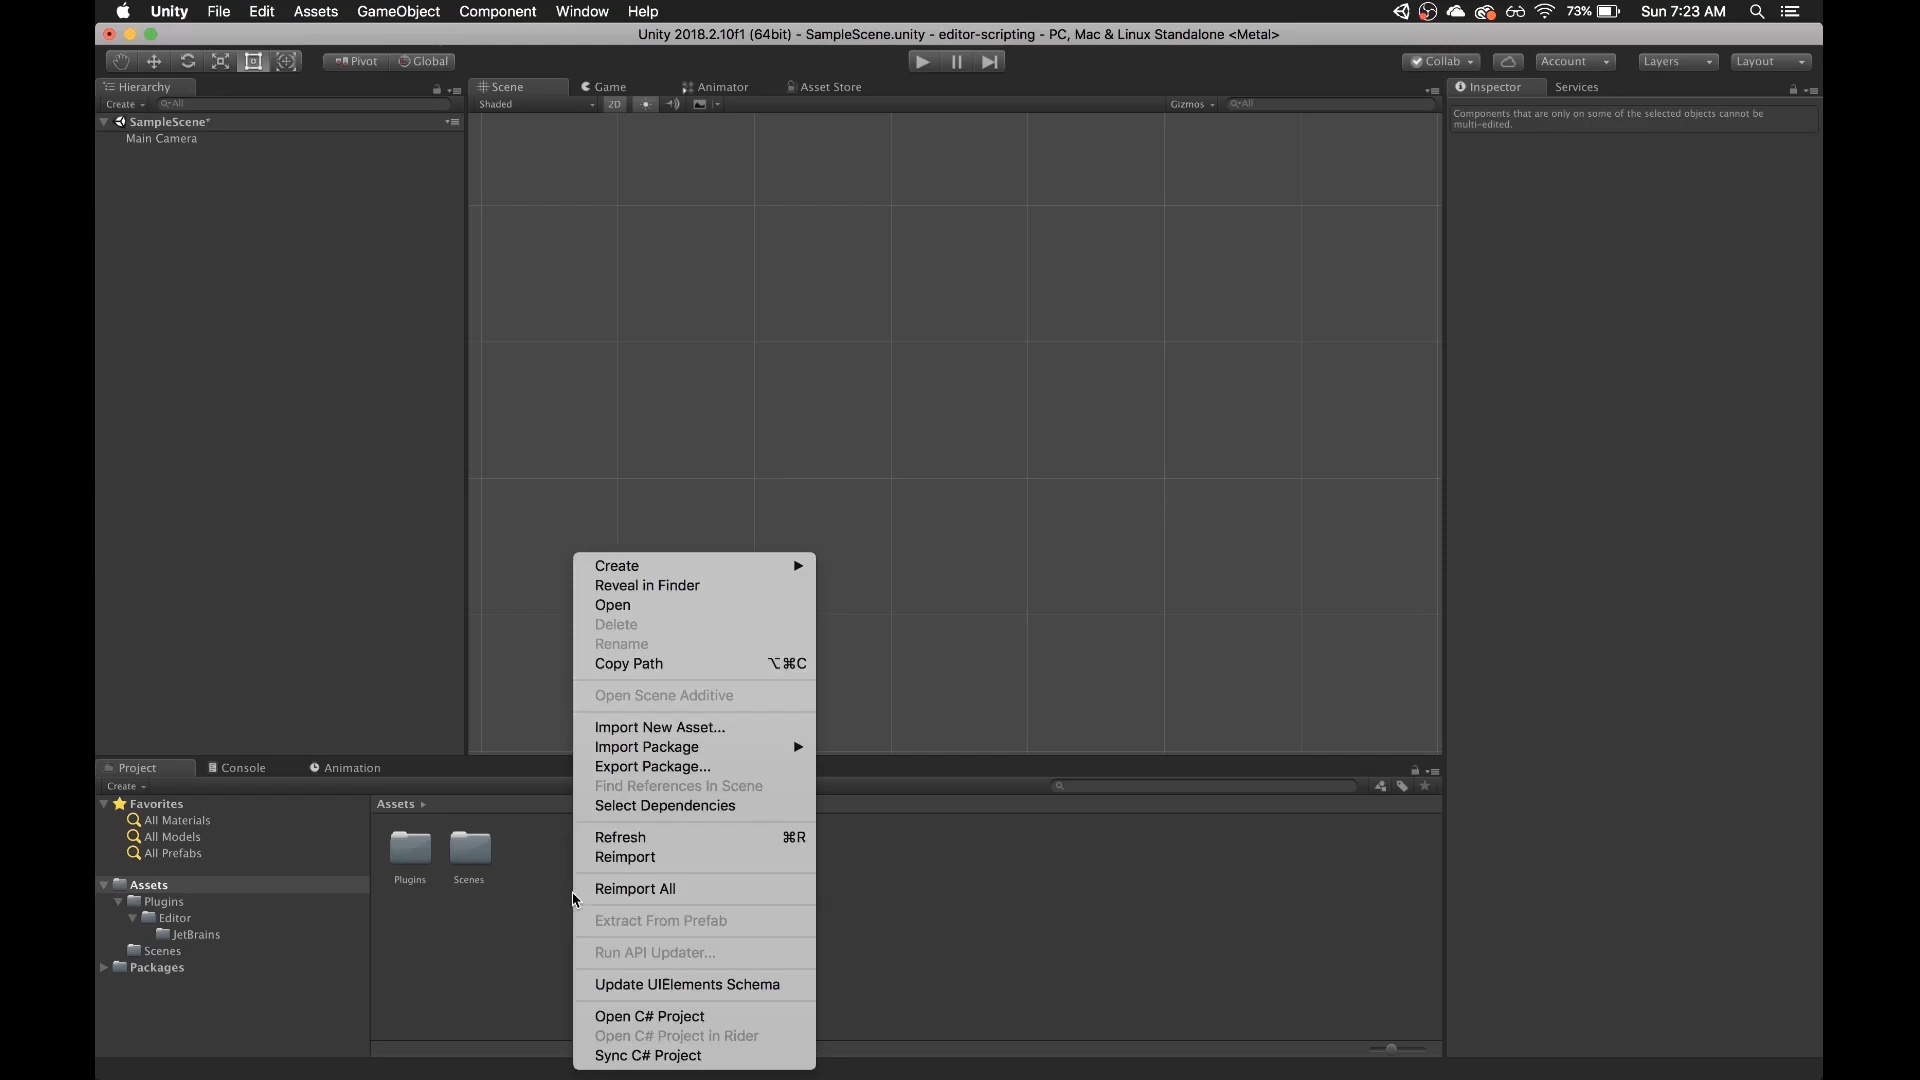 Unity File Edit Assets GameObject Component Window Help 73% Sun 7:23 AM
Unity 2018.2.10f1 (64bit) - SampleScene.unity - editor-scripting - PC, Mac & Linux Standalone <Metal>
Pivot Global Collab Account Layers Layout
Hierarchy Scene Game Animator Asset Store Inspector Services
Create All Shaded 2D Gizmos All
Components that are only on some of the selected objects cannot be
multi-edited.
SampleScene*
Main Camera
Create
Reveal in Finder
Open
Delete
Rename
Copy Path ⌥⌘C
Open Scene Additive
Import New Asset...
Import Package
Export Package...
Find References In Scene
Select Dependencies
Refresh ⌘R
Reimport
Reimport All
Extract From Prefab
Run API Updater...
Update UIElements Schema
Open C# Project
Open C# Project in Rider
Sync C# Project
Project Console Animation
Create
Favorites
All Materials
All Models
All Prefabs
Assets
Plugins
Editor
JetBrains
Scenes
Packages
Assets
Plugins Scenes